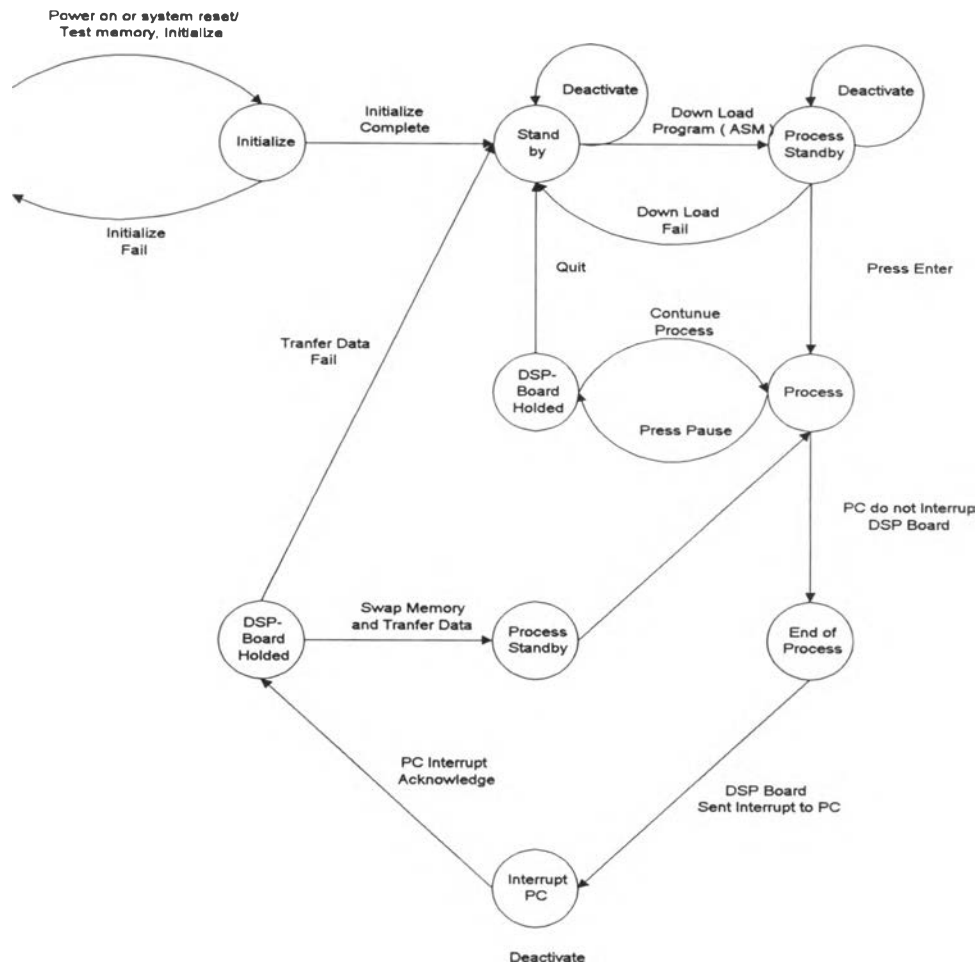 Power on or system reset/
Test memory, Initialize
Deactivate
Deactivate
Initialize
Complete
Down Load
Program ( ASM )
Initialize
Stand
by
Process
Standby
Initialize
Fail
Down Load
Fail
Quit
Press Enter
Contunue
Process
Tranfer Data
Fail
DSP-
Board
Holded
Process
Press Pause
PC do not Interrup
DSP Board
Swap Memory
and Tranfer Data
DSP-
Board
Holded
Process
Standby
End of
Process
PC Interrupt
Acknowledge
DSP Board
Sent Interrupt to PC
Interrupt
PC
Deactivate